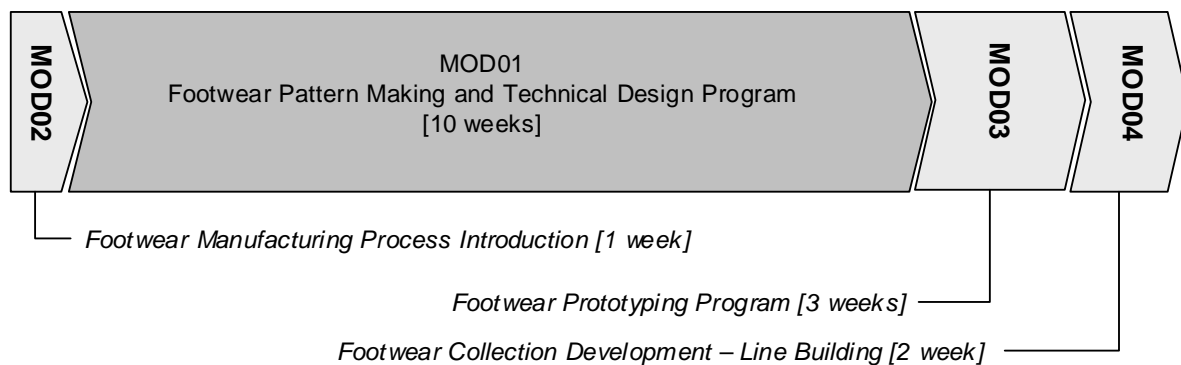 MOD02
MOD01
Footwear Pattern Making and Technical Design Program
[10 weeks]
MOD03
MOD04
Footwear Manufacturing Process Introduction [1 week]
Footwear Prototyping Program [3 weeks]
Footwear Collection Development – Line Building [2 week]